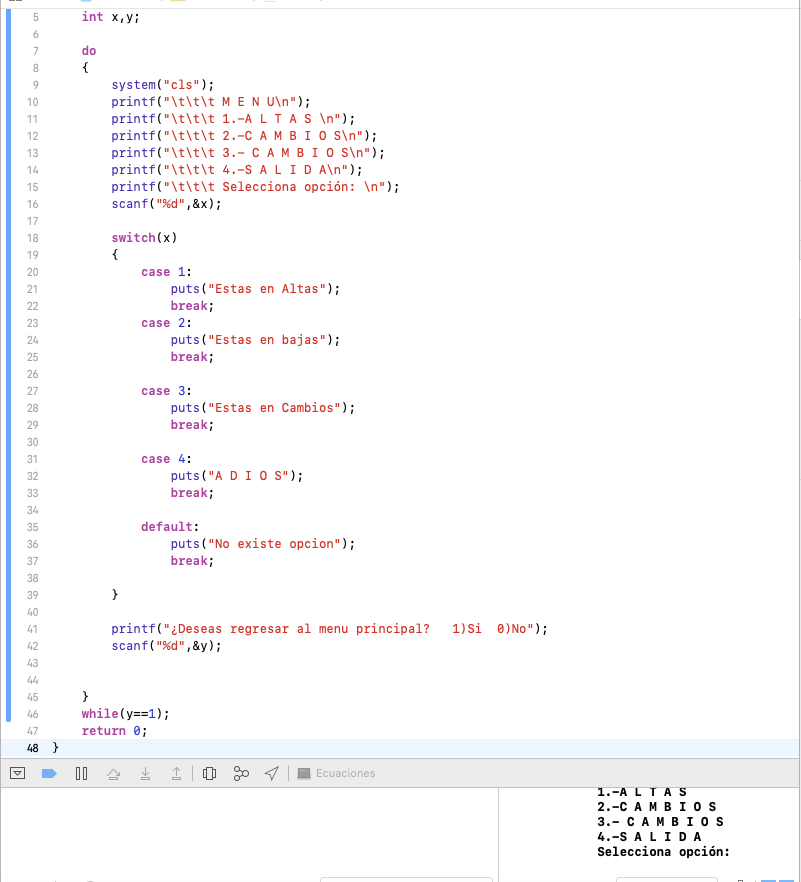 5 int x,y;
6
7 do
8 {
9 system("cls");
10 printf("\t\t\t M E N U\n");
11 printf("\t\t\t 1.-A L T A S \n");
12 printf("\t\t\t 2.-C A M B I O S\n");
13 printf("\t\t\t 3.- C A M B I O S\n");
14 printf("\t\t\t 4.-S A L I D A\n");
15 printf("\t\t\t Selecciona opción: \n");
16 scanf("%d",&x);
17
18 switch(x)
19 {
20 case 1:
21 puts("Estas en Altas");
22 break;
23 case 2:
24 puts("Estas en bajas");
25 break;
26
27 case 3:
28 puts("Estas en Cambios");
29 break;
30
31 case 4:
32 puts("A D I O S");
33 break;
34
35 default:
36 puts("No existe opcion");
37 break;
38
39 }
40
41 printf("¿Deseas regresar al menu principal?   1)Si  0)No");
42 scanf("%d",&y);
43
44
45 }
46 while(y==1);
47 return 0;
48 }
Ecuaciones
1.-A L T A S
2.-C A M B I O S
3.- C A M B I O S
4.-S A L I D A
Selecciona opción: